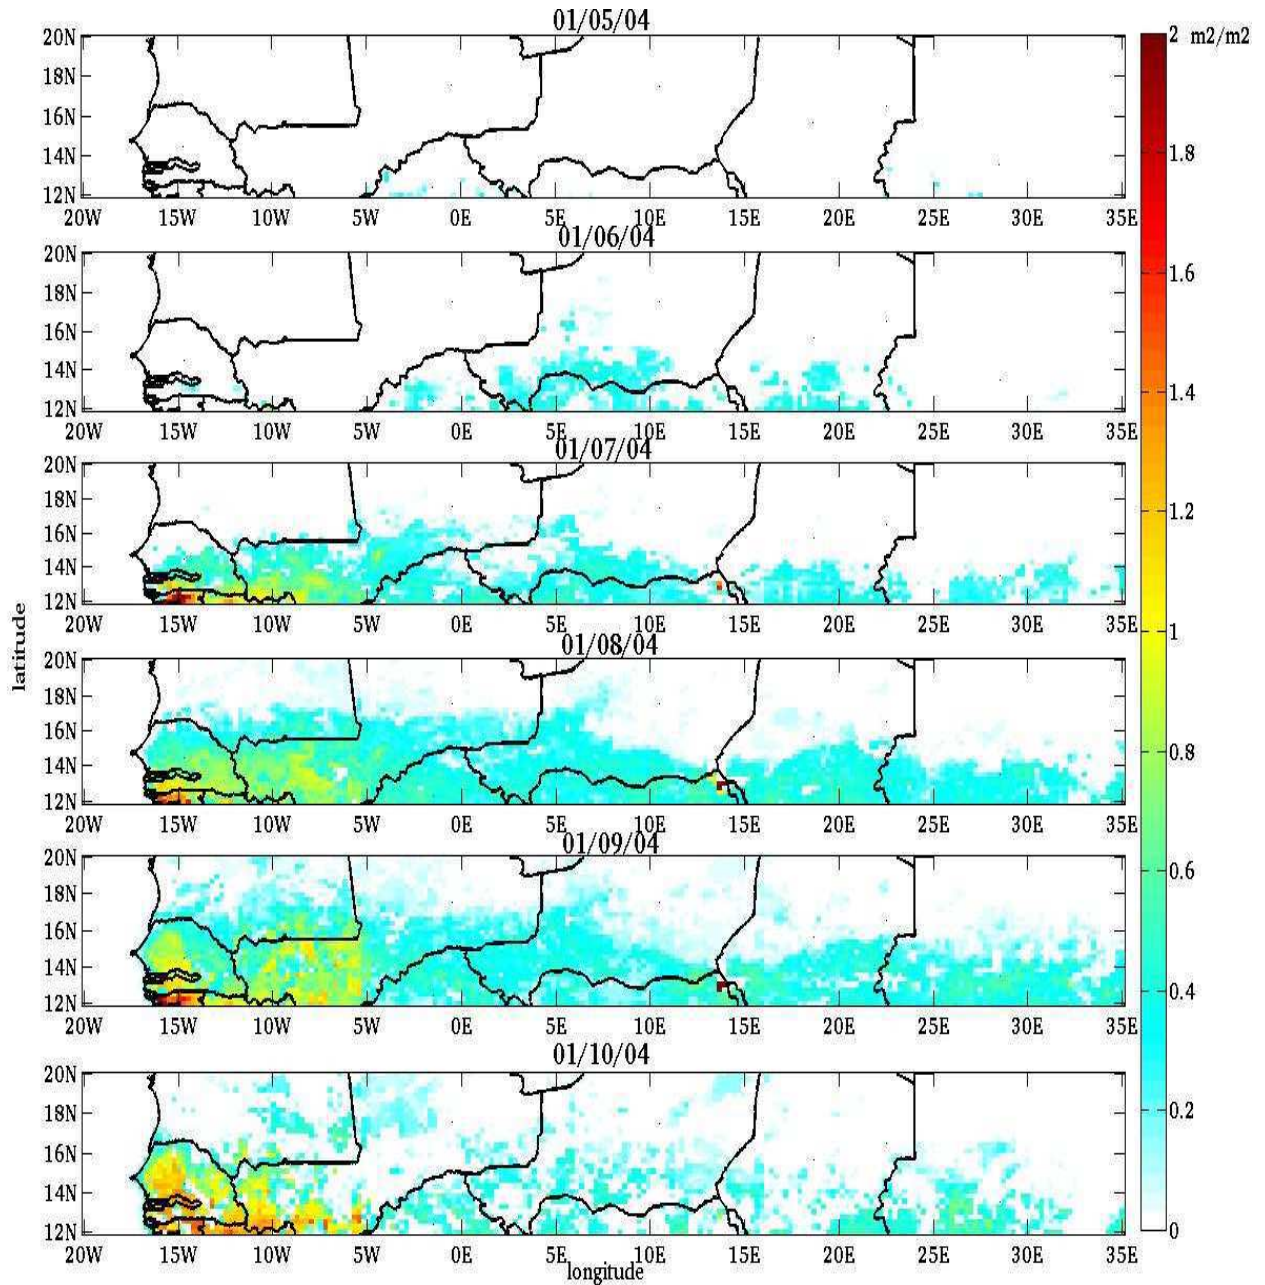 01/05/04
20N
18N
16N
14N
12N
20W 15W 10W 5W 0E 5E 10E 15E 20E 25E 30E 35E
01/06/04
20N
18N
16N
14N
12N
20W 15W 10W 5W 0E 5E 10E 15E 20E 25E 30E 35E
01/07/04
20N
18N
16N
14N
12N
20W 15W 10W 5W 0E 5E 10E 15E 20E 25E 30E 35E
01/08/04
20N
18N
16N
14N
12N
20W 15W 10W 5W 0E 5E 10E 15E 20E 25E 30E 35E
01/09/04
20N
18N
16N
14N
12N
20W 15W 10W 5W 0E 5E 10E 15E 20E 25E 30E 35E
01/10/04
20N
18N
16N
14N
12N
20W 15W 10W 5W 0E 5E 10E 15E 20E 25E 30E 35E
longitude
latitude
2 m2/m2
1.8
1.6
1.4
1.2
1
0.8
0.6
0.4
0.2
0